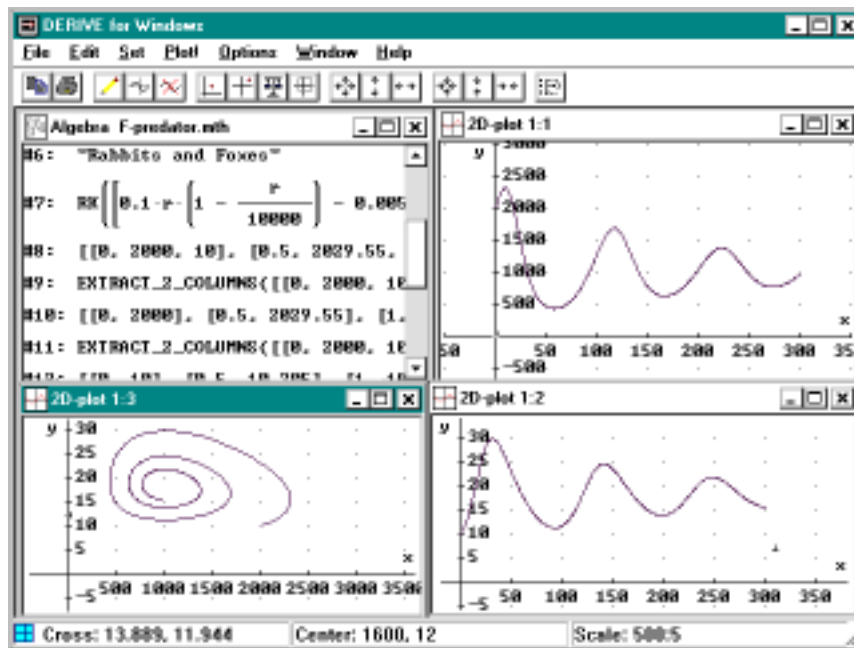 DERIVE for Windows
File Edit Set Plot! Options Window Help
Algebra F-predator.mth
#6: "Rabbits and Foxes"
#7: RK([[0.1·r·(1 - r/10000) - 0.005
#8: [[0, 2000, 10], [0.5, 2029.55,
#9: EXTRACT_2_COLUMNS([[0, 2000, 10
#10: [[0, 2000], [0.5, 2029.55], [1,
#11: EXTRACT_2_COLUMNS([[0, 2000, 10
2D-plot 1:1
y
3000
2500
2000
1500
1000
500
x
50 50 100 150 200 250 300 35
-500
2D-plot 1:3
y
30
25
20
15
10
5
x
-5 500 1000 1500 2000 2500 3000 3500
2D-plot 1:2
y
30
25
20
15
10
5
x
-5 50 100 150 200 250 300 350
Cross: 13.889, 11.944 Center: 1600, 12 Scale: 500:5